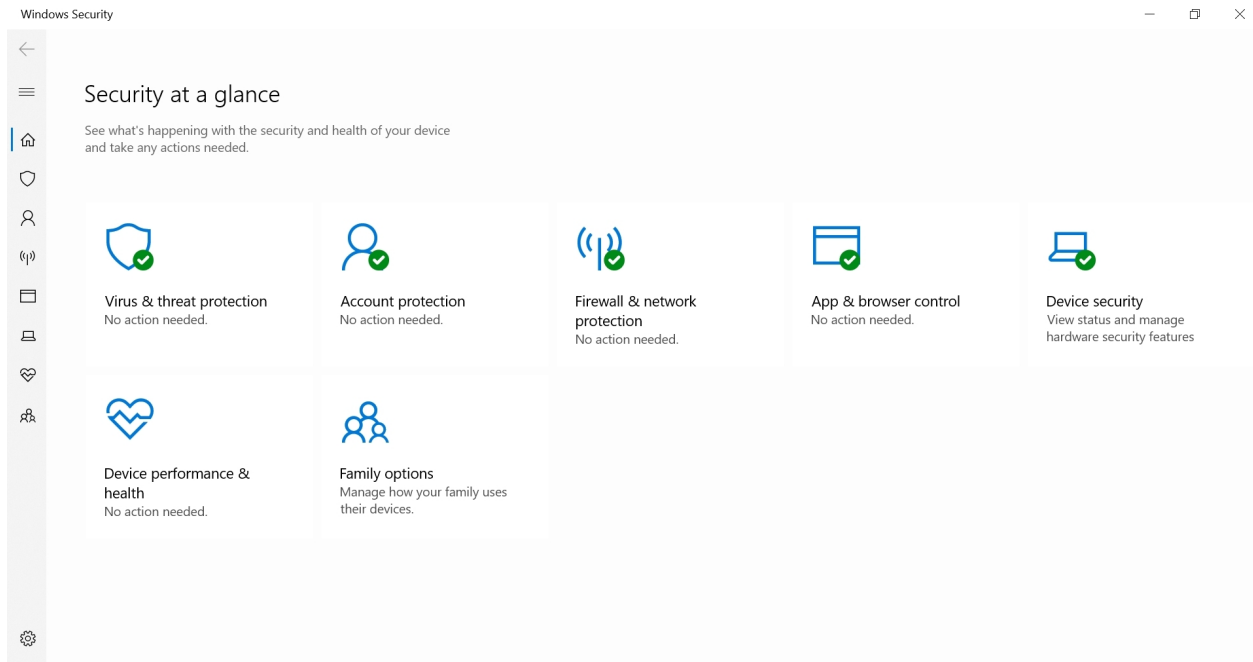 Windows Security
Security at a glance
See what's happening with the security and health of your device
and take any actions needed.
Virus & threat protection
No action needed.
Account protection
No action needed.
Firewall & network
protection
No action needed.
App & browser control
No action needed.
Device security
View status and manage
hardware security features
Device performance &
health
No action needed.
Family options
Manage how your family uses
their devices.